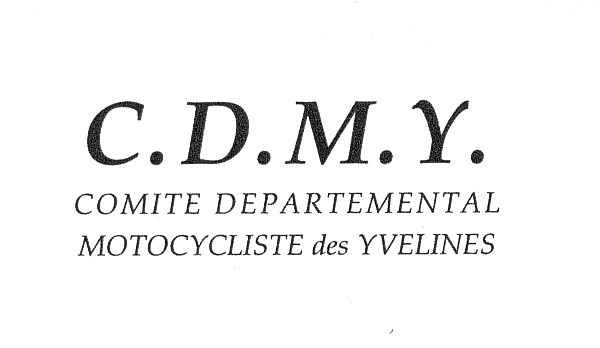 C.D.M.Y.
COMITE DEPARTEMENTAL
MOTOCYCLISTE des YVELINES